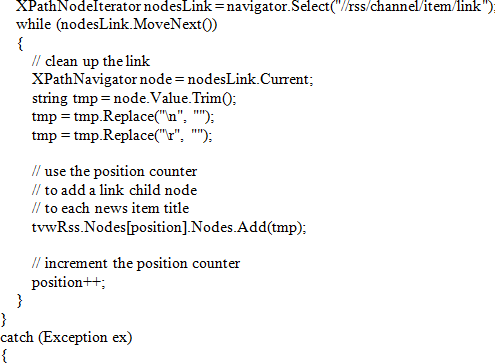 XPathNodeIterator nodesLink = navigator.Select("//rss/channel/item/link");
while (nodesLink.MoveNext())
{
// clean up the link
XPathNavigator node = nodesLink.Current;
string tmp = node.Value.Trim();
tmp = tmp.Replace("\n", "");
tmp = tmp.Replace("\r", "");
// use the position counter
// to add a link child node
// to each news item title
tvwRss.Nodes[position].Nodes.Add(tmp);
// increment the position counter
position++;
}
}
catch (Exception ex)
{